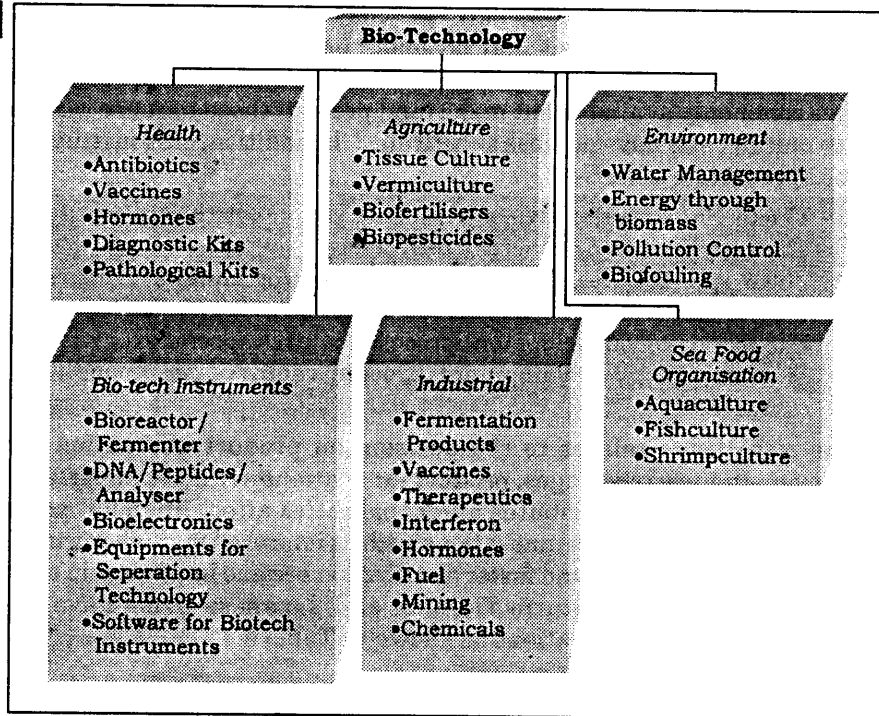 Bio-Technology
Health
•Antibiotics
•Vaccines
•Hormones
•Diagnostic Kits
•Pathological Kits
Agriculture
•Tissue Culture
•Vermiculture
•Biofertilisers
•Biopesticides
Environment
•Water Management
•Energy through
biomass
•Pollution Control
•Biofouling
Bio-tech Instruments
•Bioreactor/
Fermenter
•DNA/Peptides/
Analyser
•Bioelectronics
•Equipments for
Seperation
Technology
•Software for Biotech
Instruments
Industrial
•Fermentation
Products
•Vaccines
•Therapeutics
•Interferon
•Hormones
•Fuel
•Mining
•Chemicals
Sea Food
Organisation
•Aquaculture
•Fishculture
•Shrimpculture